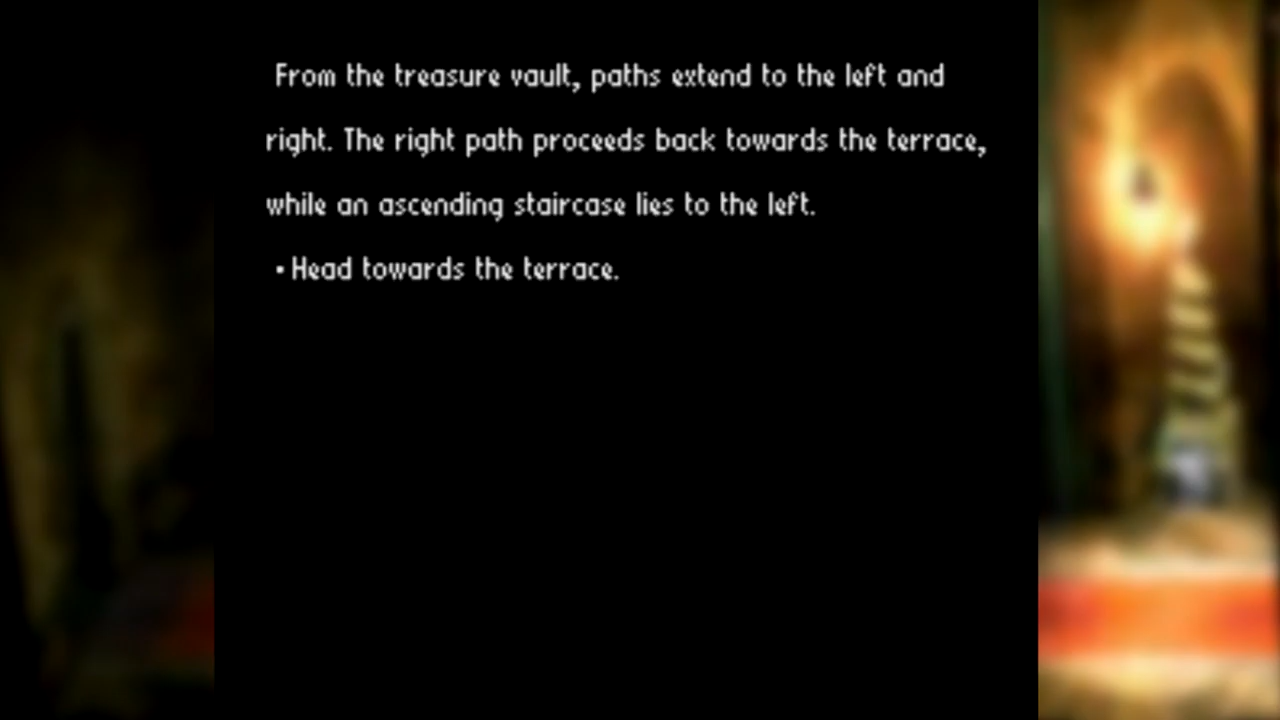 From the treasure vault, paths extend to the left and
right. The right path proceeds back towards the terrace,
while an ascending staircase lies to the left.
• Head towards the terrace.